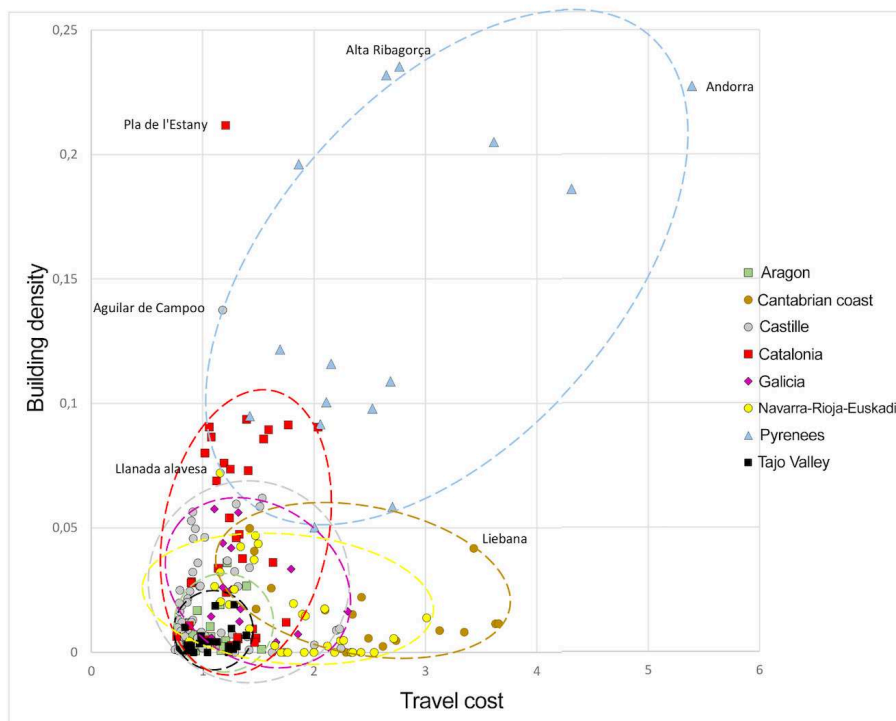 0,25
Alta Ribagorça
Andorra
Pla de l'Estany
0,2
0,15
Aguilar de Campoo
Building density
0,1
Llanada alavesa
0,05
Liebana
0
0 1 2 3 4 5 6
Travel cost
Aragon
Cantabrian coast
Castille
Catalonia
Galicia
Navarra-Rioja-Euskadi
Pyrenees
Tajo Valley